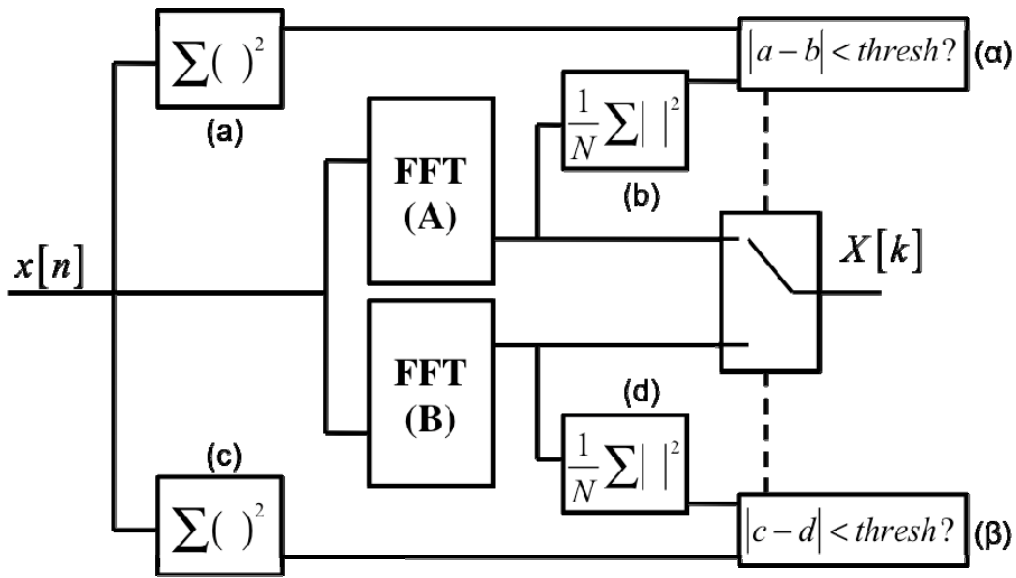 ∑( )²
(a)
|a − b| < thresh?
(α)
1/N ∑| |²
(b)
FFT
(A)
x[n]
X[k]
FFT
(B)
(d)
1/N ∑| |²
(c)
∑( )²
|c − d| < thresh?
(β)